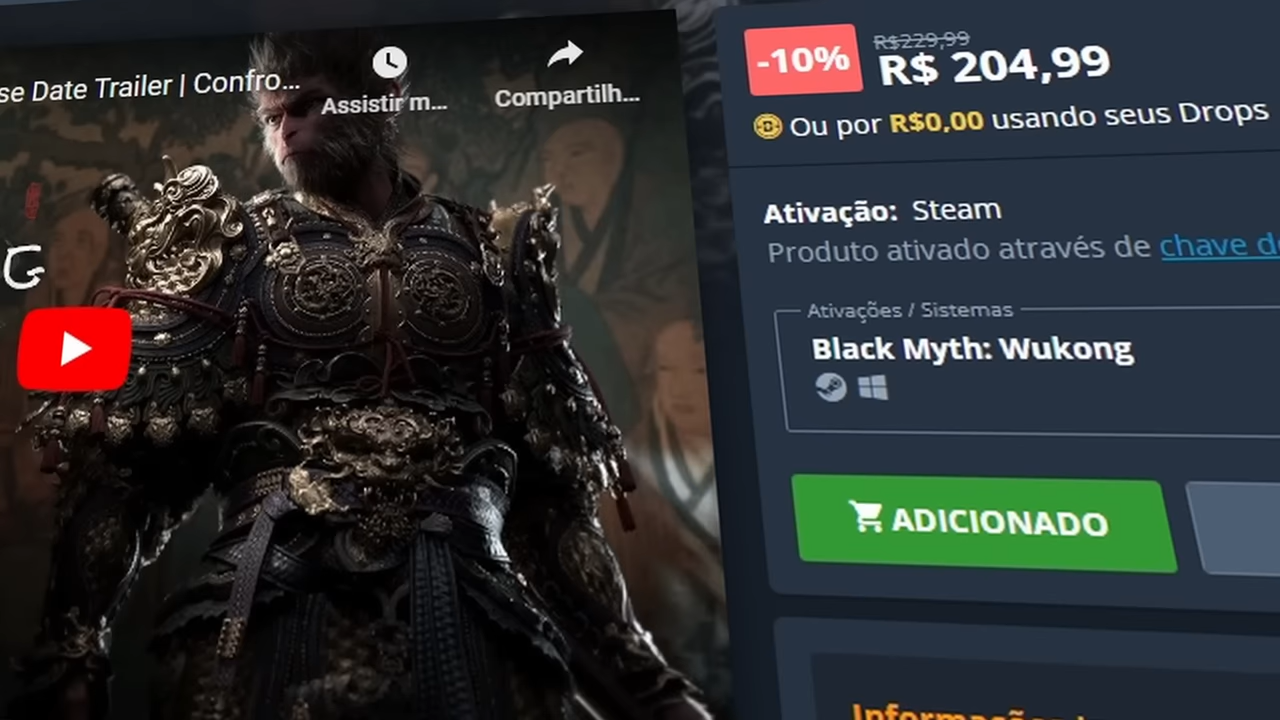 se Date Trailer | Confro...
Assistir m...
Compartilh...
G
-10%
R$229,99
R$ 204,99
Ou por R$0,00 usando seus Drops
Ativação: Steam
Produto ativado através de chave d
Ativações / Sistemas
Black Myth: Wukong
ADICIONADO